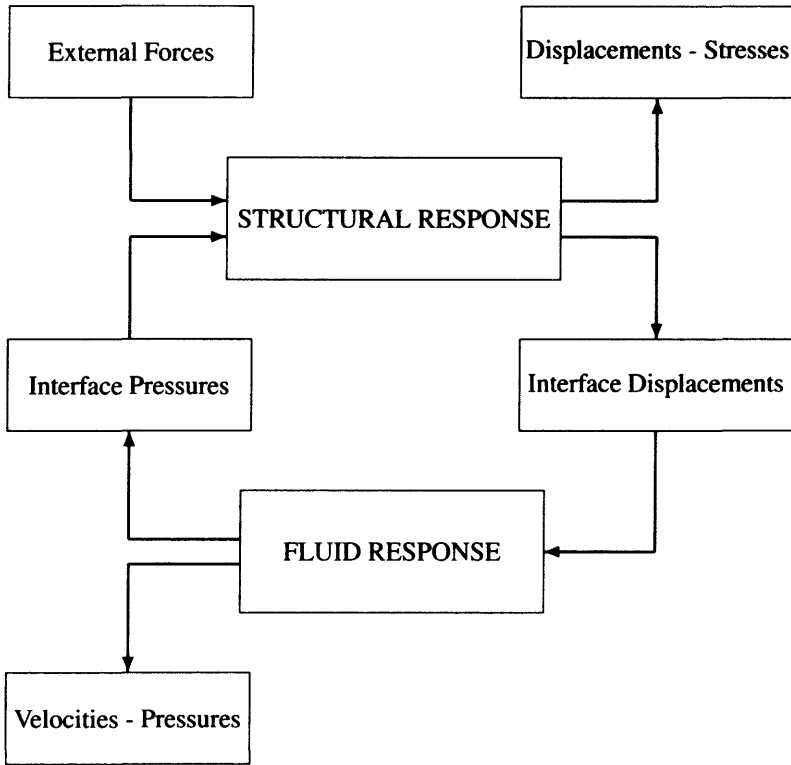 External Forces
Displacements - Stresses
STRUCTURAL RESPONSE
Interface Pressures
Interface Displacements
FLUID RESPONSE
Velocities - Pressures